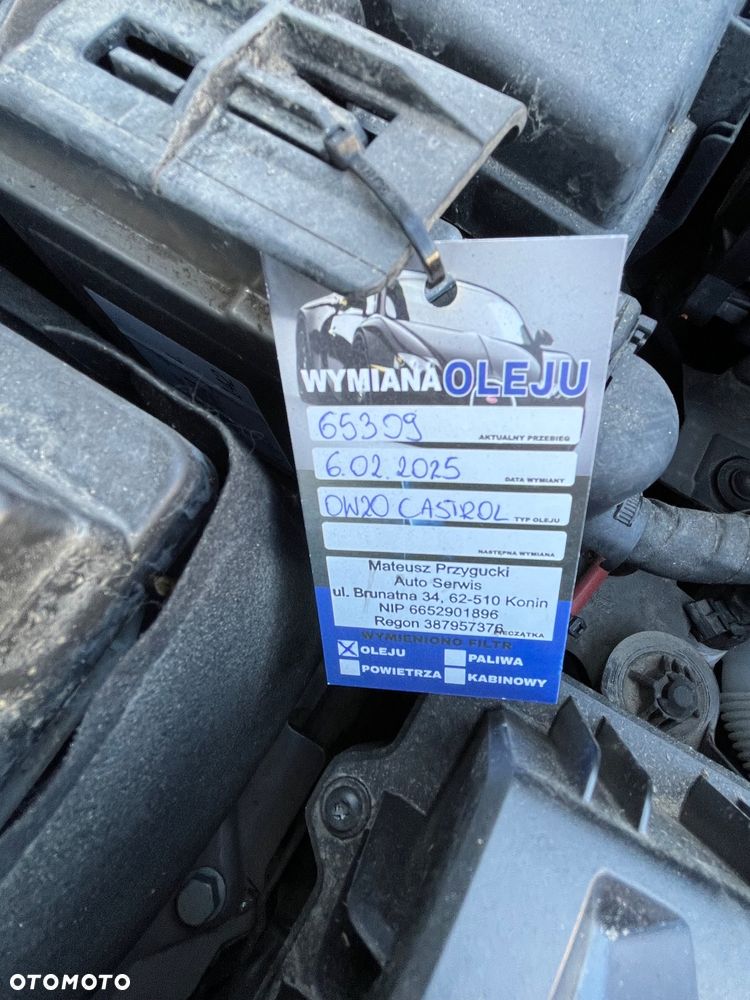 WYMIANA OLEJU
65399
AKTUALNY PRZEBIEG
6.02.2025
DATA WYMIANY
0W20 CASTROL
TYP OLEJU
NASTĘPNA WYMIANA
Mateusz Przygucki
Auto Serwis
ul. Brunatna 34, 62-510 Konin
NIP 6652901896
Regon 387957376
PIECZĄTKA
WYMIENIONO FILTR
OLEJU
PALIWA
POWIETRZA
KABINOWY
OTOMOTO